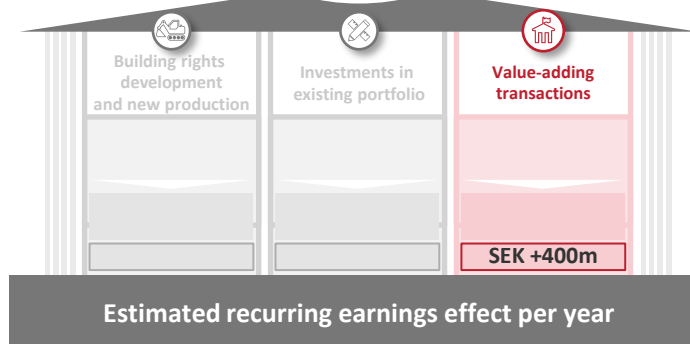 Building rights
development
and new production
Investments in
existing portfolio
Value-adding
transactions
SEK +400m
Estimated recurring earnings effect per year